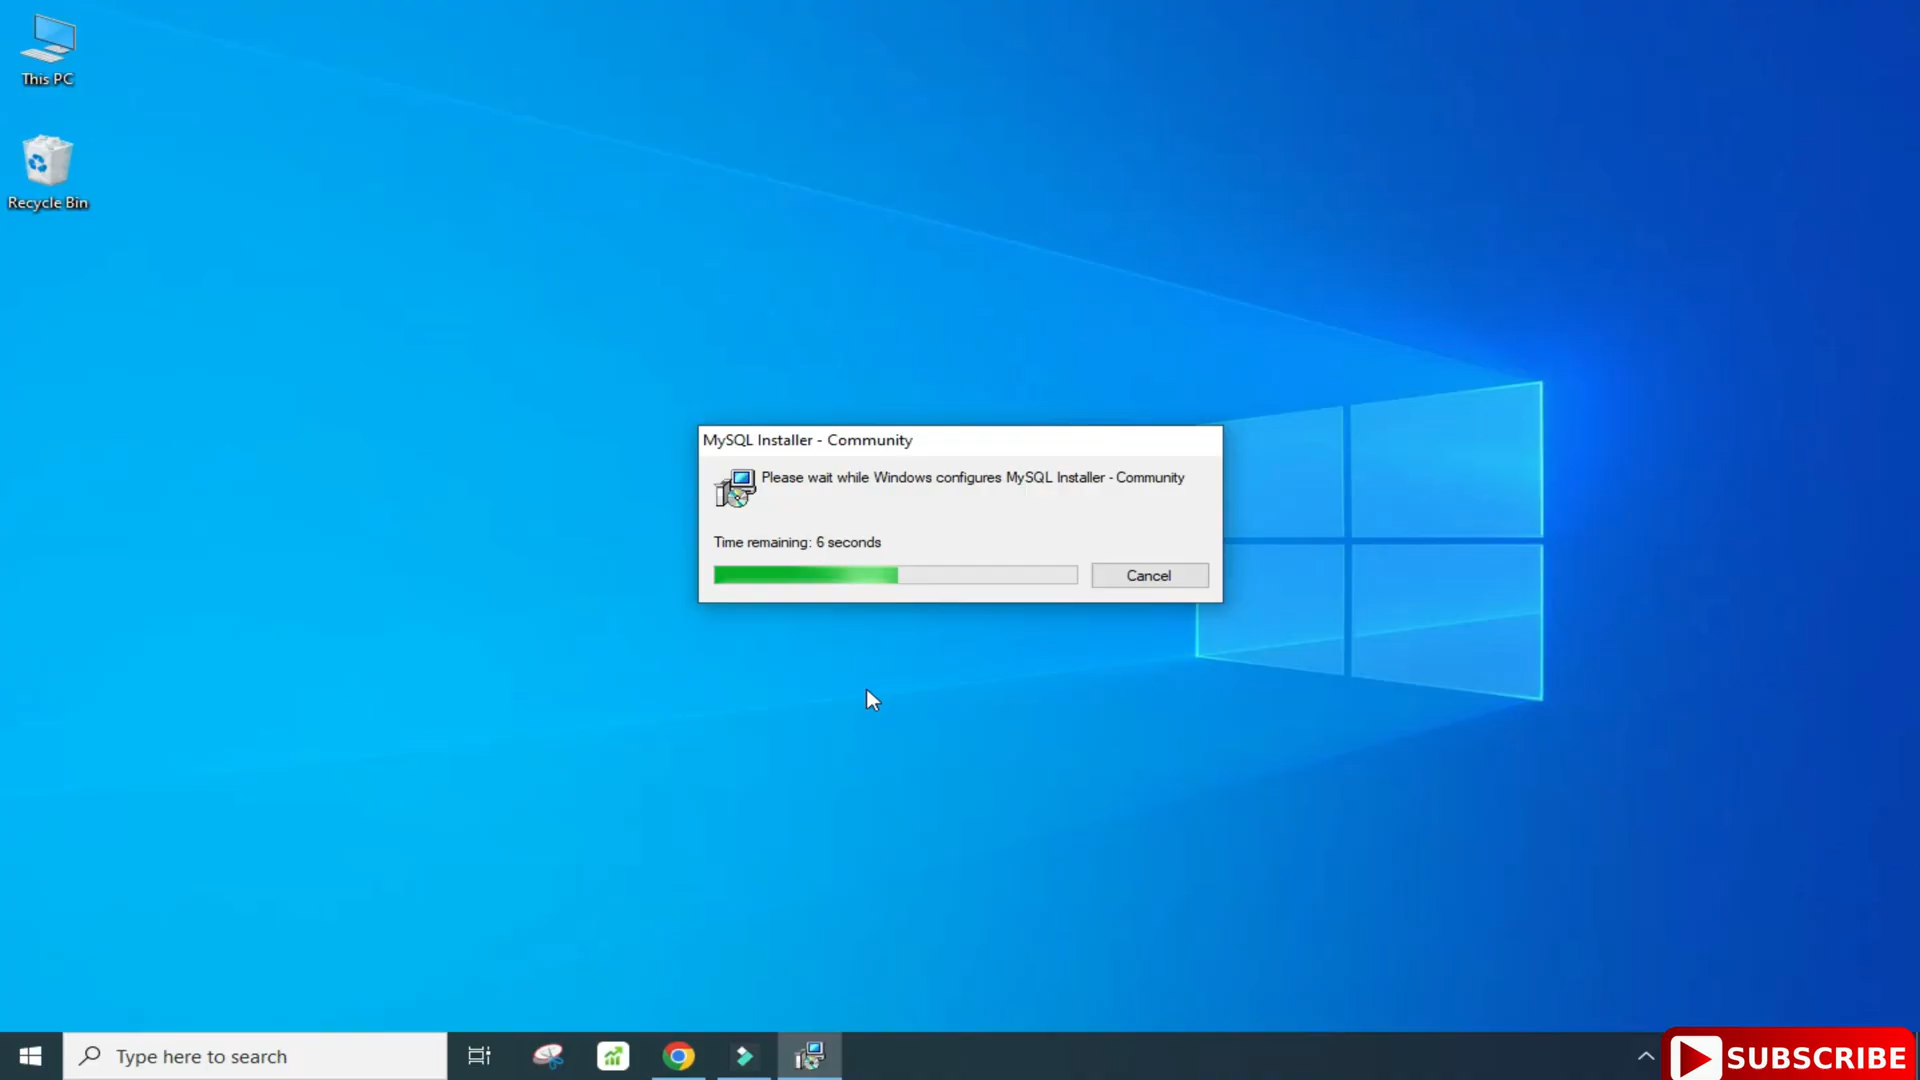 This PC
Recycle Bin
MySQL Installer - Community
Please wait while Windows configures MySQL Installer - Community
Time remaining: 6 seconds
Cancel
Type here to search
SUBSCRIBE